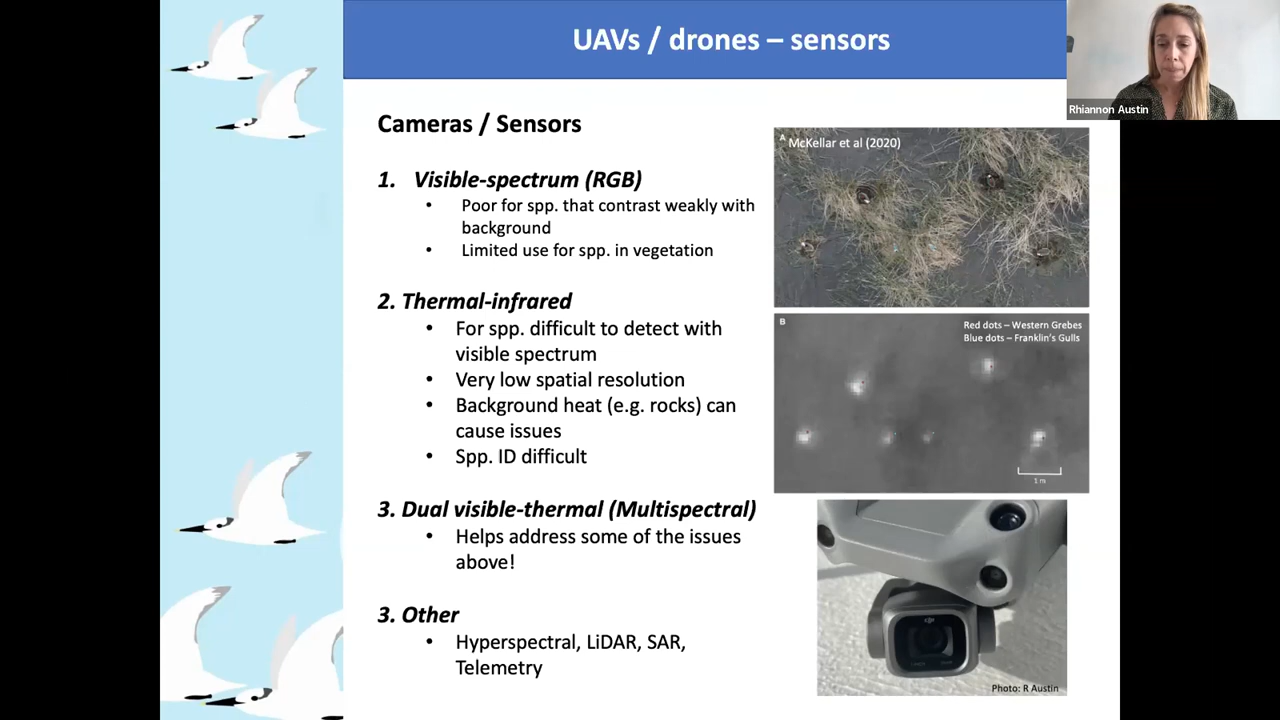 UAVs / drones – sensors
Rhiannon Austin
Cameras / Sensors
1. Visible-spectrum (RGB)
• Poor for spp. that contrast weakly with
background
• Limited use for spp. in vegetation
2. Thermal-infrared
• For spp. difficult to detect with
visible spectrum
• Very low spatial resolution
• Background heat (e.g. rocks) can
cause issues
• Spp. ID difficult
3. Dual visible-thermal (Multispectral)
• Helps address some of the issues
above!
3. Other
• Hyperspectral, LiDAR, SAR,
Telemetry
A McKellar et al (2020)
B
Red dots – Western Grebes
Blue dots – Franklin's Gulls
1 m
dji
Photo: R Austin